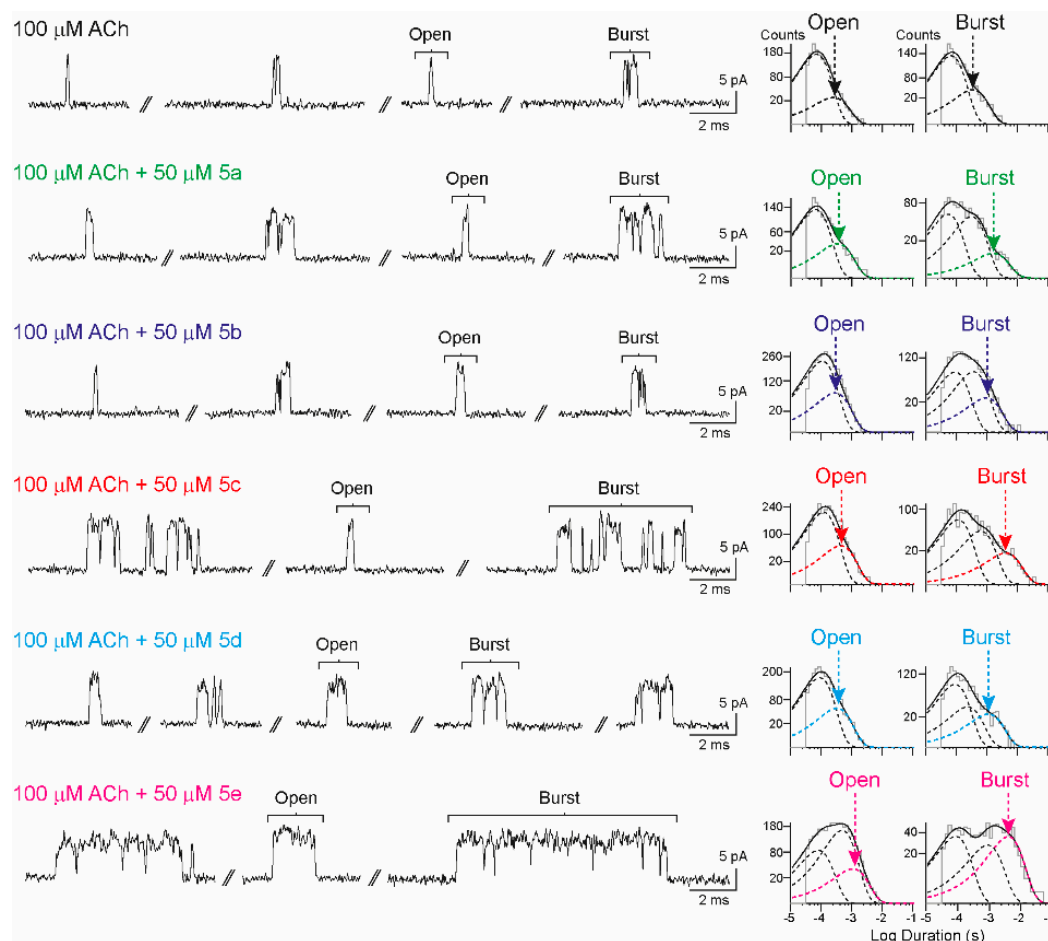 100 μM ACh
Open
Burst
5 pA
2 ms
Open
Burst
Counts
Counts
180
80
20
140
80
20
100 μM ACh + 50 μM 5a
Open
Burst
5 pA
2 ms
Open
Burst
140
60
20
80
20
100 μM ACh + 50 μM 5b
Open
Burst
5 pA
2 ms
Open
Burst
260
120
20
120
20
100 μM ACh + 50 μM 5c
Open
Burst
5 pA
2 ms
Open
Burst
240
100
20
100
20
100 μM ACh + 50 μM 5d
Open
Burst
5 pA
2 ms
Open
Burst
200
80
20
120
20
100 μM ACh + 50 μM 5e
Open
Burst
5 pA
2 ms
Open
Burst
180
80
20
40
20
-5 -4 -3 -2 -1
-5 -4 -3 -2
Log Duration (s)